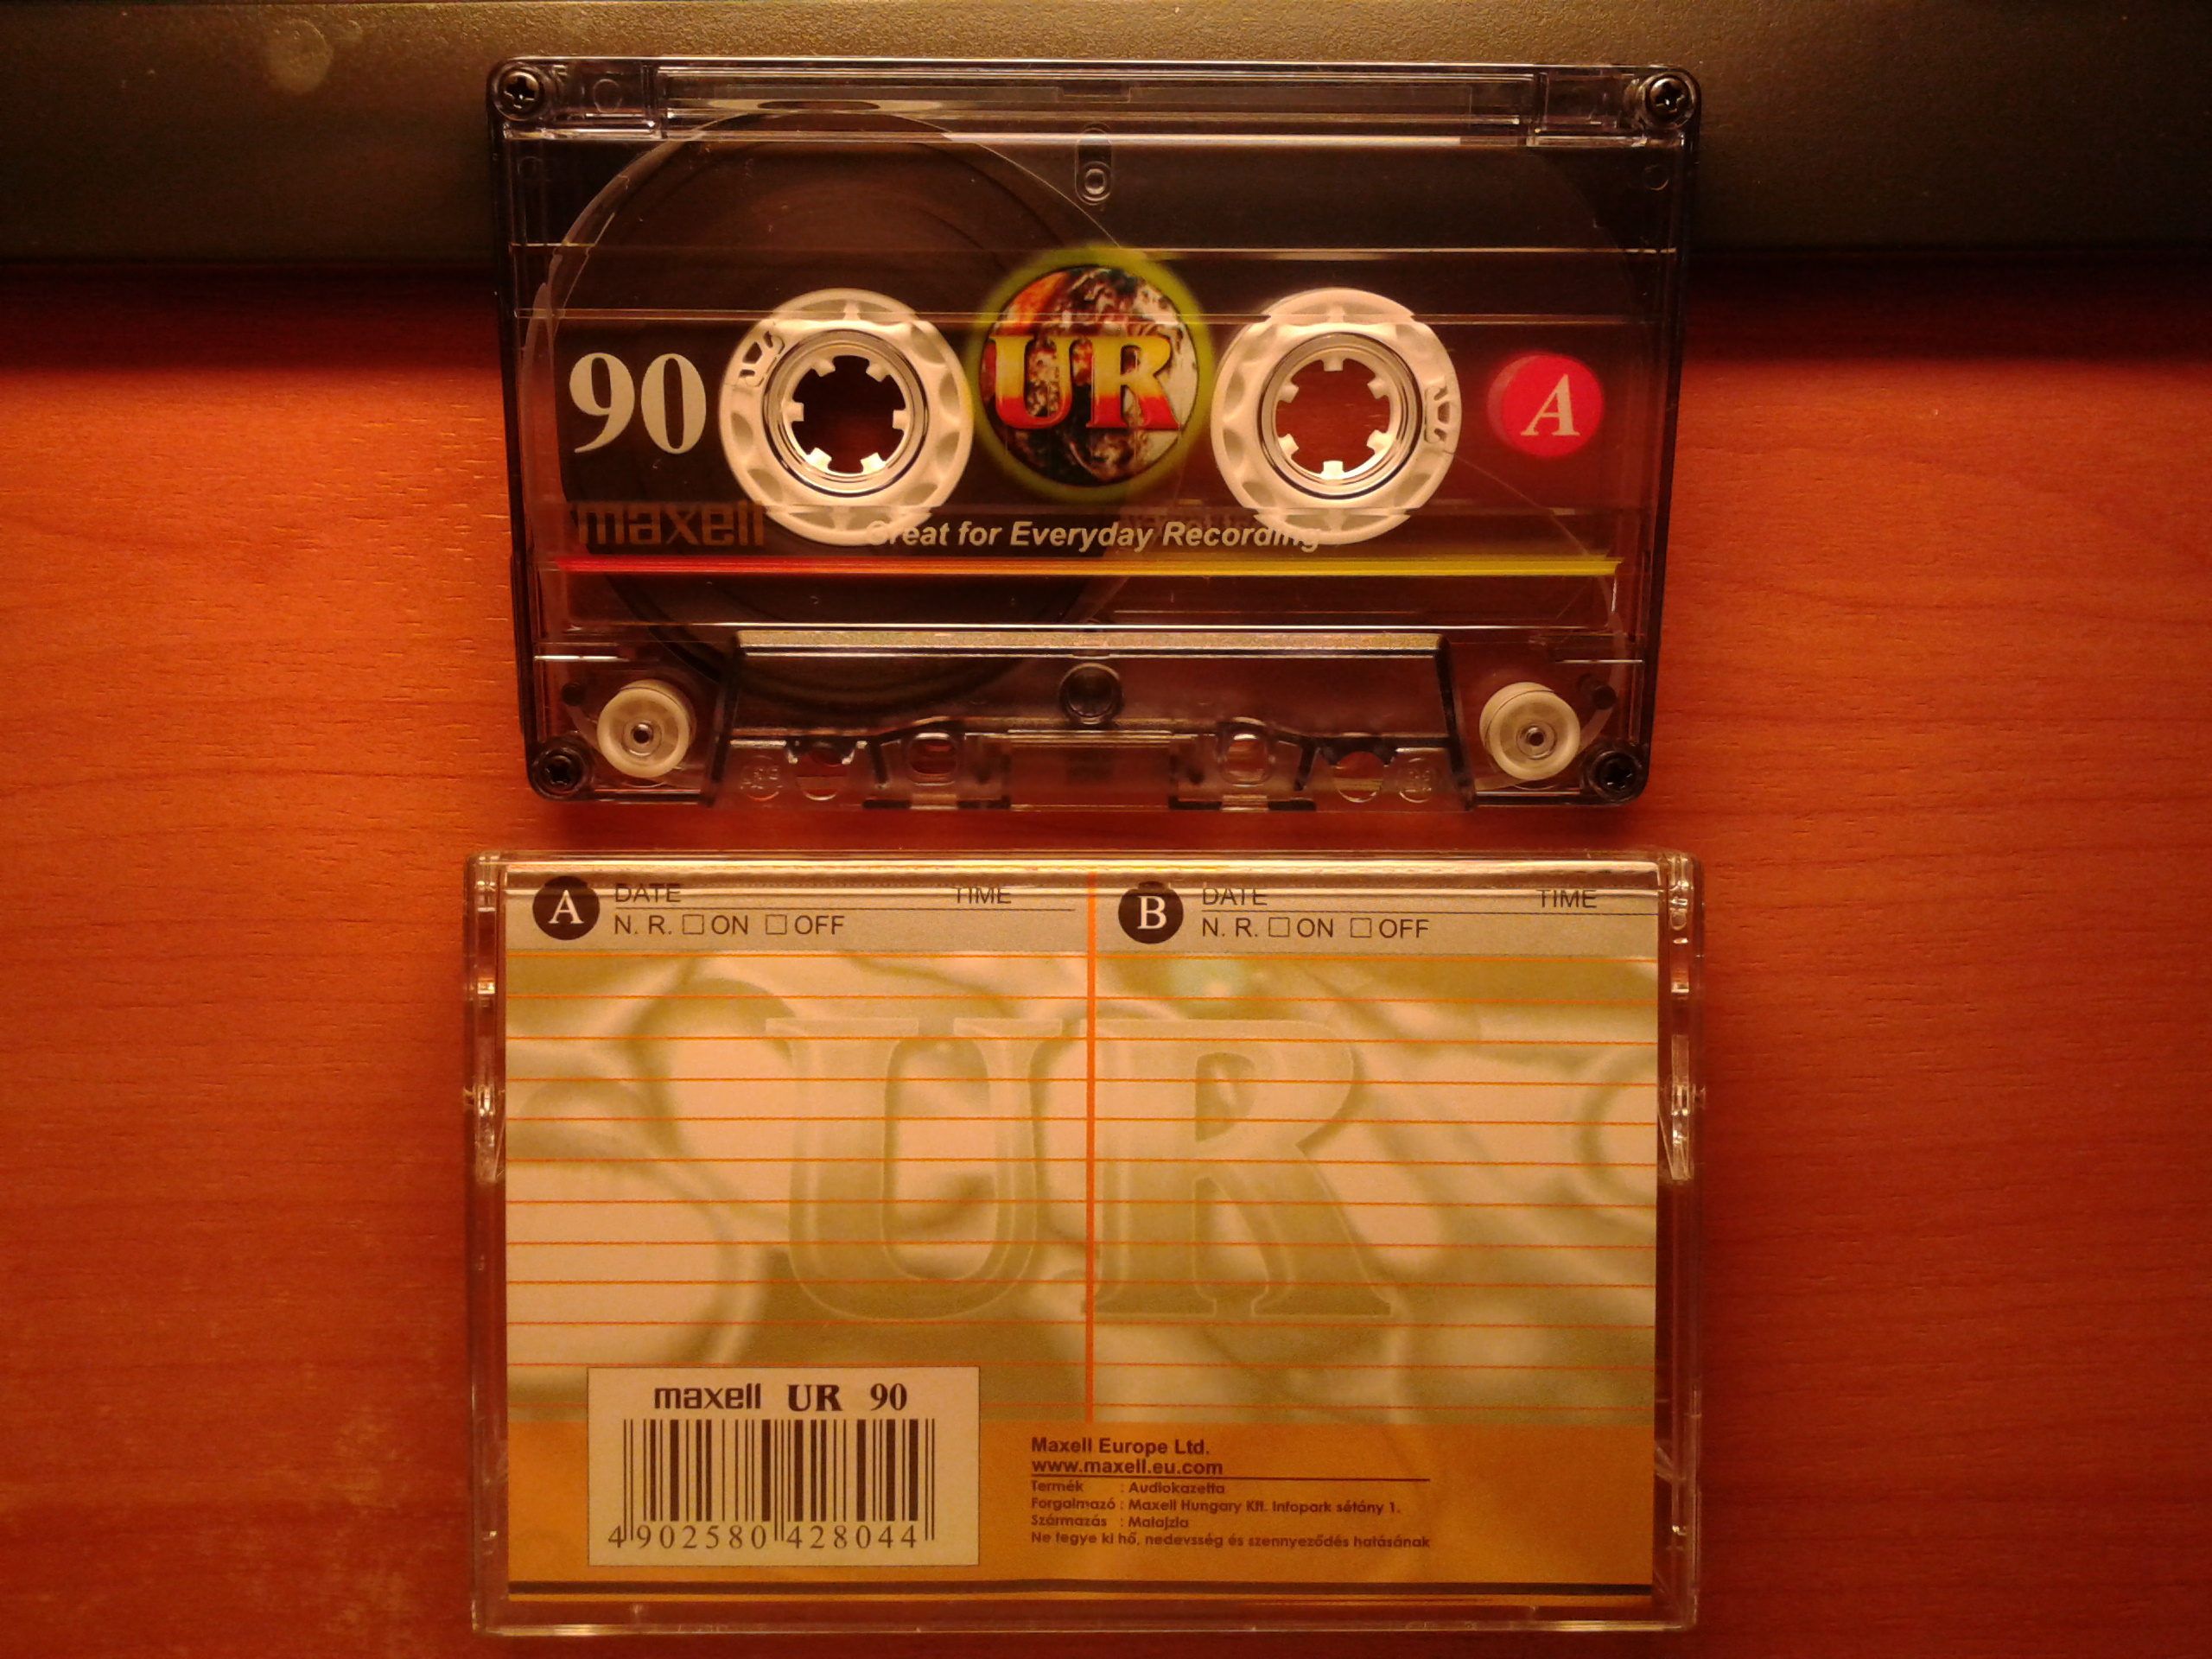 UR
90
A
maxell
Great for Everyday Recording
A DATE TIME
N. R. □ ON □ OFF
B DATE TIME
N. R. □ ON □ OFF
UR
maxell UR 90
4 902580 428044
Maxell Europe Ltd.
www.maxell.eu.com
Termék : Audiokazetta
Forgalmazó : Maxell Hungary Kft. Infopark sétány 1.
Származás : Malajzia
Ne tegye ki hő, nedevsség és szennyeződés hatásának